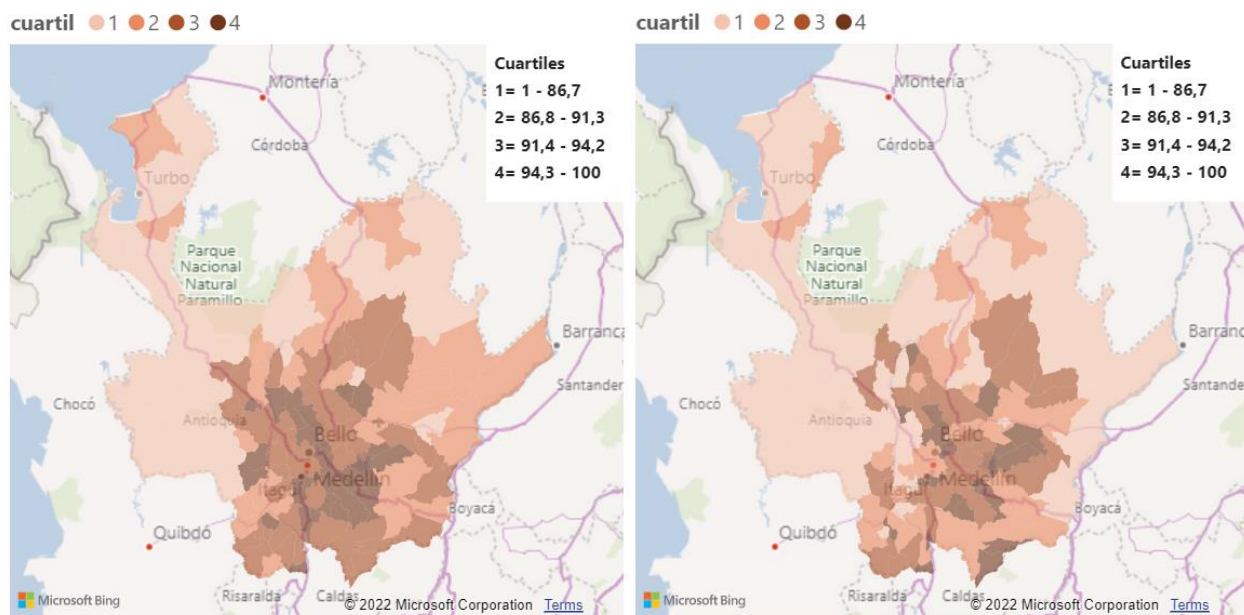 cuartil 1 2 3 4
Cuartiles
1= 1 - 86,7
2= 86,8 - 91,3
3= 91,4 - 94,2
4= 94,3 - 100
Montería
Córdoba
Turbo
Parque
Nacional
Natural
Paramillo
Barranca
Santander
Chocó
Antioquia
Bello
Medellín
Itagüí
Boyacá
Quibdó
Risaralda
Caldas
Microsoft Bing
© 2022 Microsoft Corporation Terms
cuartil 1 2 3 4
Cuartiles
1= 1 - 86,7
2= 86,8 - 91,3
3= 91,4 - 94,2
4= 94,3 - 100
Montería
Córdoba
Turbo
Parque
Nacional
Natural
Paramillo
Barranca
Santander
Chocó
Antioquia
Bello
Medellín
Itagüí
Boyacá
Quibdó
Risaralda
Caldas
Microsoft Bing
© 2022 Microsoft Corporation Terms